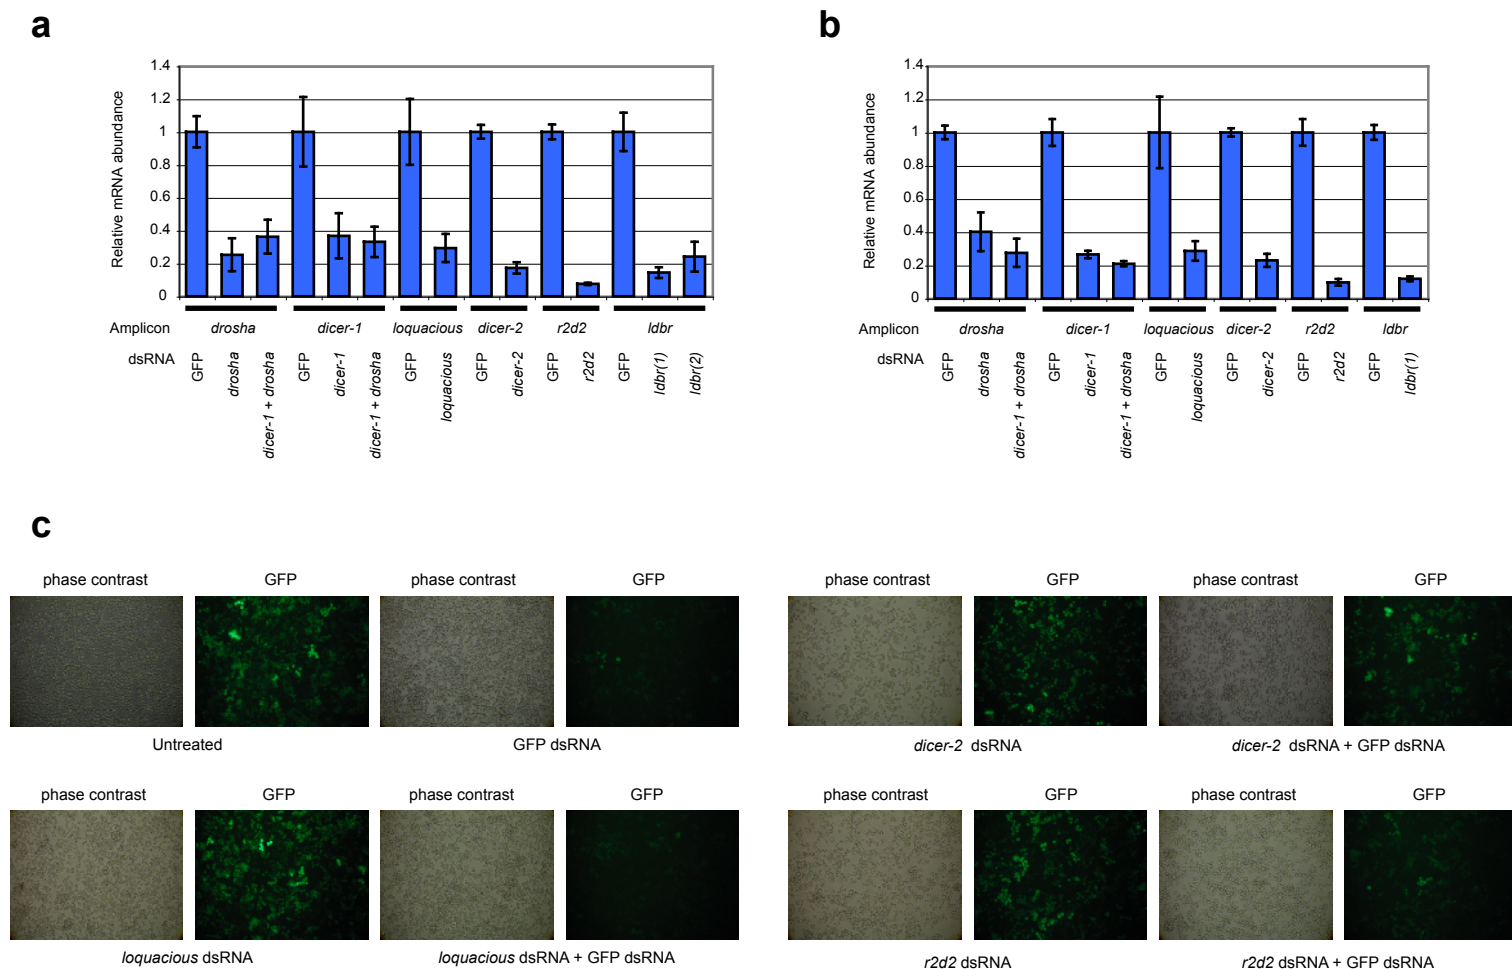 a
1.4
1.2
1
0.8
0.6
0.4
0.2
0
Relative mRNA abundance
Amplicon drosha dicer-1 loquacious dicer-2 r2d2 ldbr
dsRNA GFP drosha dicer-1 + drosha GFP dicer-1 dicer-1 + drosha GFP loquacious GFP dicer-2 GFP r2d2 GFP ldbr(1) ldbr(2)
b
1.4
1.2
1
0.8
0.6
0.4
0.2
0
Relative mRNA abundance
Amplicon drosha dicer-1 loquacious dicer-2 r2d2 ldbr
dsRNA GFP drosha dicer-1 + drosha GFP dicer-1 dicer-1 + drosha GFP loquacious GFP dicer-2 GFP r2d2 GFP ldbr(1)
c
phase contrast GFP phase contrast GFP
Untreated GFP dsRNA
phase contrast GFP phase contrast GFP
dicer-2 dsRNA dicer-2 dsRNA + GFP dsRNA
phase contrast GFP phase contrast GFP
loquacious dsRNA loquacious dsRNA + GFP dsRNA
phase contrast GFP phase contrast GFP
r2d2 dsRNA r2d2 dsRNA + GFP dsRNA